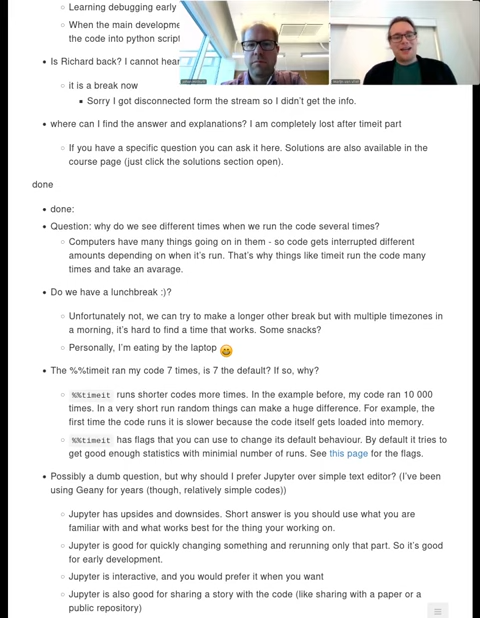 Learning debugging early
When the main developme
the code into python script
Is Richard back? I cannot hear
it is a break now
Sorry I got disconnected form the stream so I didn't get the info.
where can I find the answer and explanations? I am completely lost after timeit part
If you have a specific question you can ask it here. Solutions are also available in the
course page (just click the solutions section open).
done
done:
Question: why do we see different times when we run the code several times?
Computers have many things going on in them - so code gets interrupted different
amounts depending on when it's run. That's why things like timeit run the code many
times and take an avarage.
Do we have a lunchbreak :)?
Unfortunately not, we can try to make a longer other break but with multiple timezones in
a morning, it's hard to find a time that works. Some snacks?
Personally, I'm eating by the laptop 😀
The %%timeit ran my code 7 times, is 7 the default? If so, why?
%%timeit runs shorter codes more times. In the example before, my code ran 10 000
times. In a very short run random things can make a huge difference. For example, the
first time the code runs it is slower because the code itself gets loaded into memory.
%%timeit has flags that you can use to change its default behaviour. By default it tries to
get good enough statistics with minimial number of runs. See this page for the flags.
Possibly a dumb question, but why should I prefer Jupyter over simple text editor? (I've been
using Geany for years (though, relatively simple codes))
Jupyter has upsides and downsides. Short answer is you should use what you are
familiar with and what works best for the thing your working on.
Jupyter is good for quickly changing something and rerunning only that part. So it's good
for early development.
Jupyter is interactive, and you would prefer it when you want
Jupyter is also good for sharing a story with the code (like sharing with a paper or a
public repository)